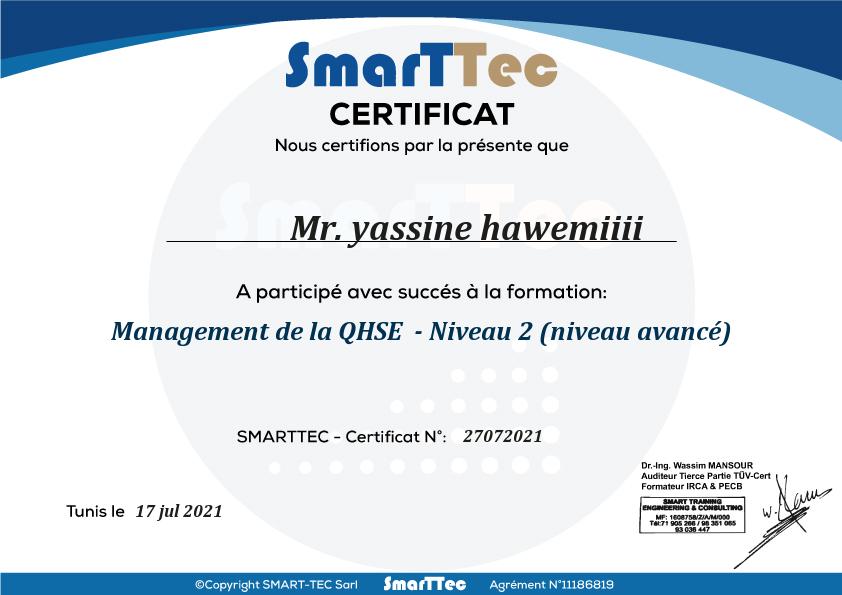 SmarTTec
CERTIFICAT
Nous certifions par la présente que
Mr. yassine hawemiiii
A participé avec succés à la formation:
Management de la QHSE - Niveau 2 (niveau avancé)
SMARTTEC - Certificat N°: 27072021
Dr.-Ing. Wassim MANSOUR
Auditeur Tierce Partie TÜV-Cert
Formateur IRCA & PECB
SMART TRAINING
ENGINEERING & CONSULTING
MF: 1608758/Z/A/M/000
Tél:71 905 266 / 98 351 065
93 036 447
Tunis le 17 jul 2021
©Copyright SMART-TEC Sarl SmarTTec Agrément N°11186819